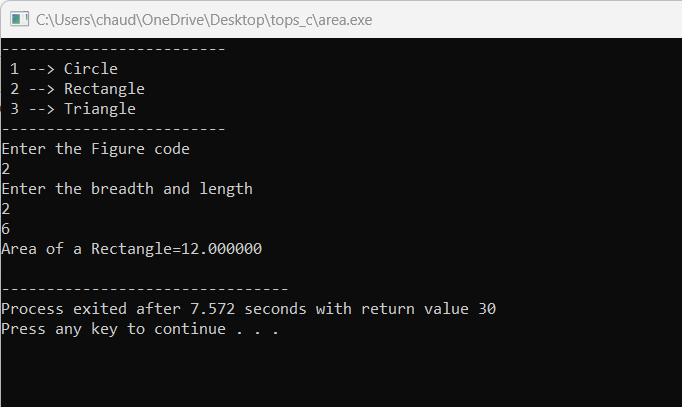 C:\Users\chaud\OneDrive\Desktop\tops_c\area.exe
-------------------------
1 --> Circle
2 --> Rectangle
3 --> Triangle
-------------------------
Enter the Figure code
2
Enter the breadth and length
2
6
Area of a Rectangle=12.000000
--------------------------------
Process exited after 7.572 seconds with return value 30
Press any key to continue . . .